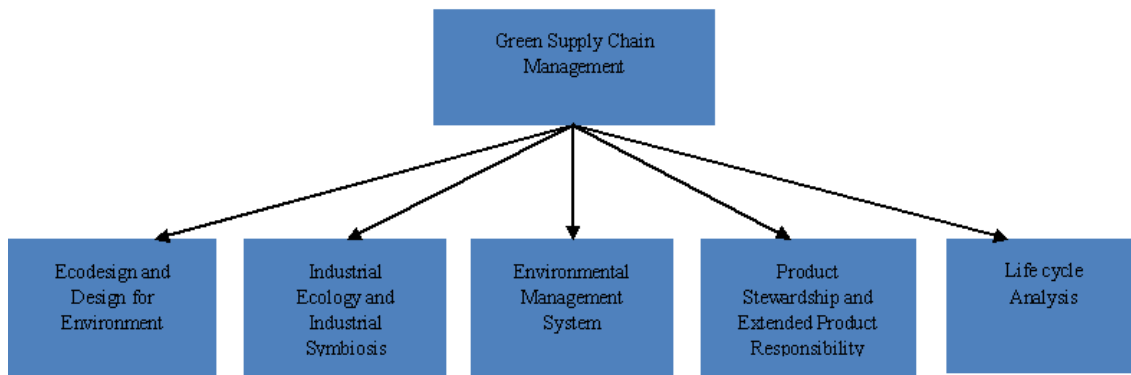 Green Supply Chain
Management
Ecodesign and
Design for
Environment
Industrial
Ecology and
Industrial
Symbiosis
Environmental
Management
System
Product
Stewardship and
Extended Product
Responsibility
Life cycle
Analysis